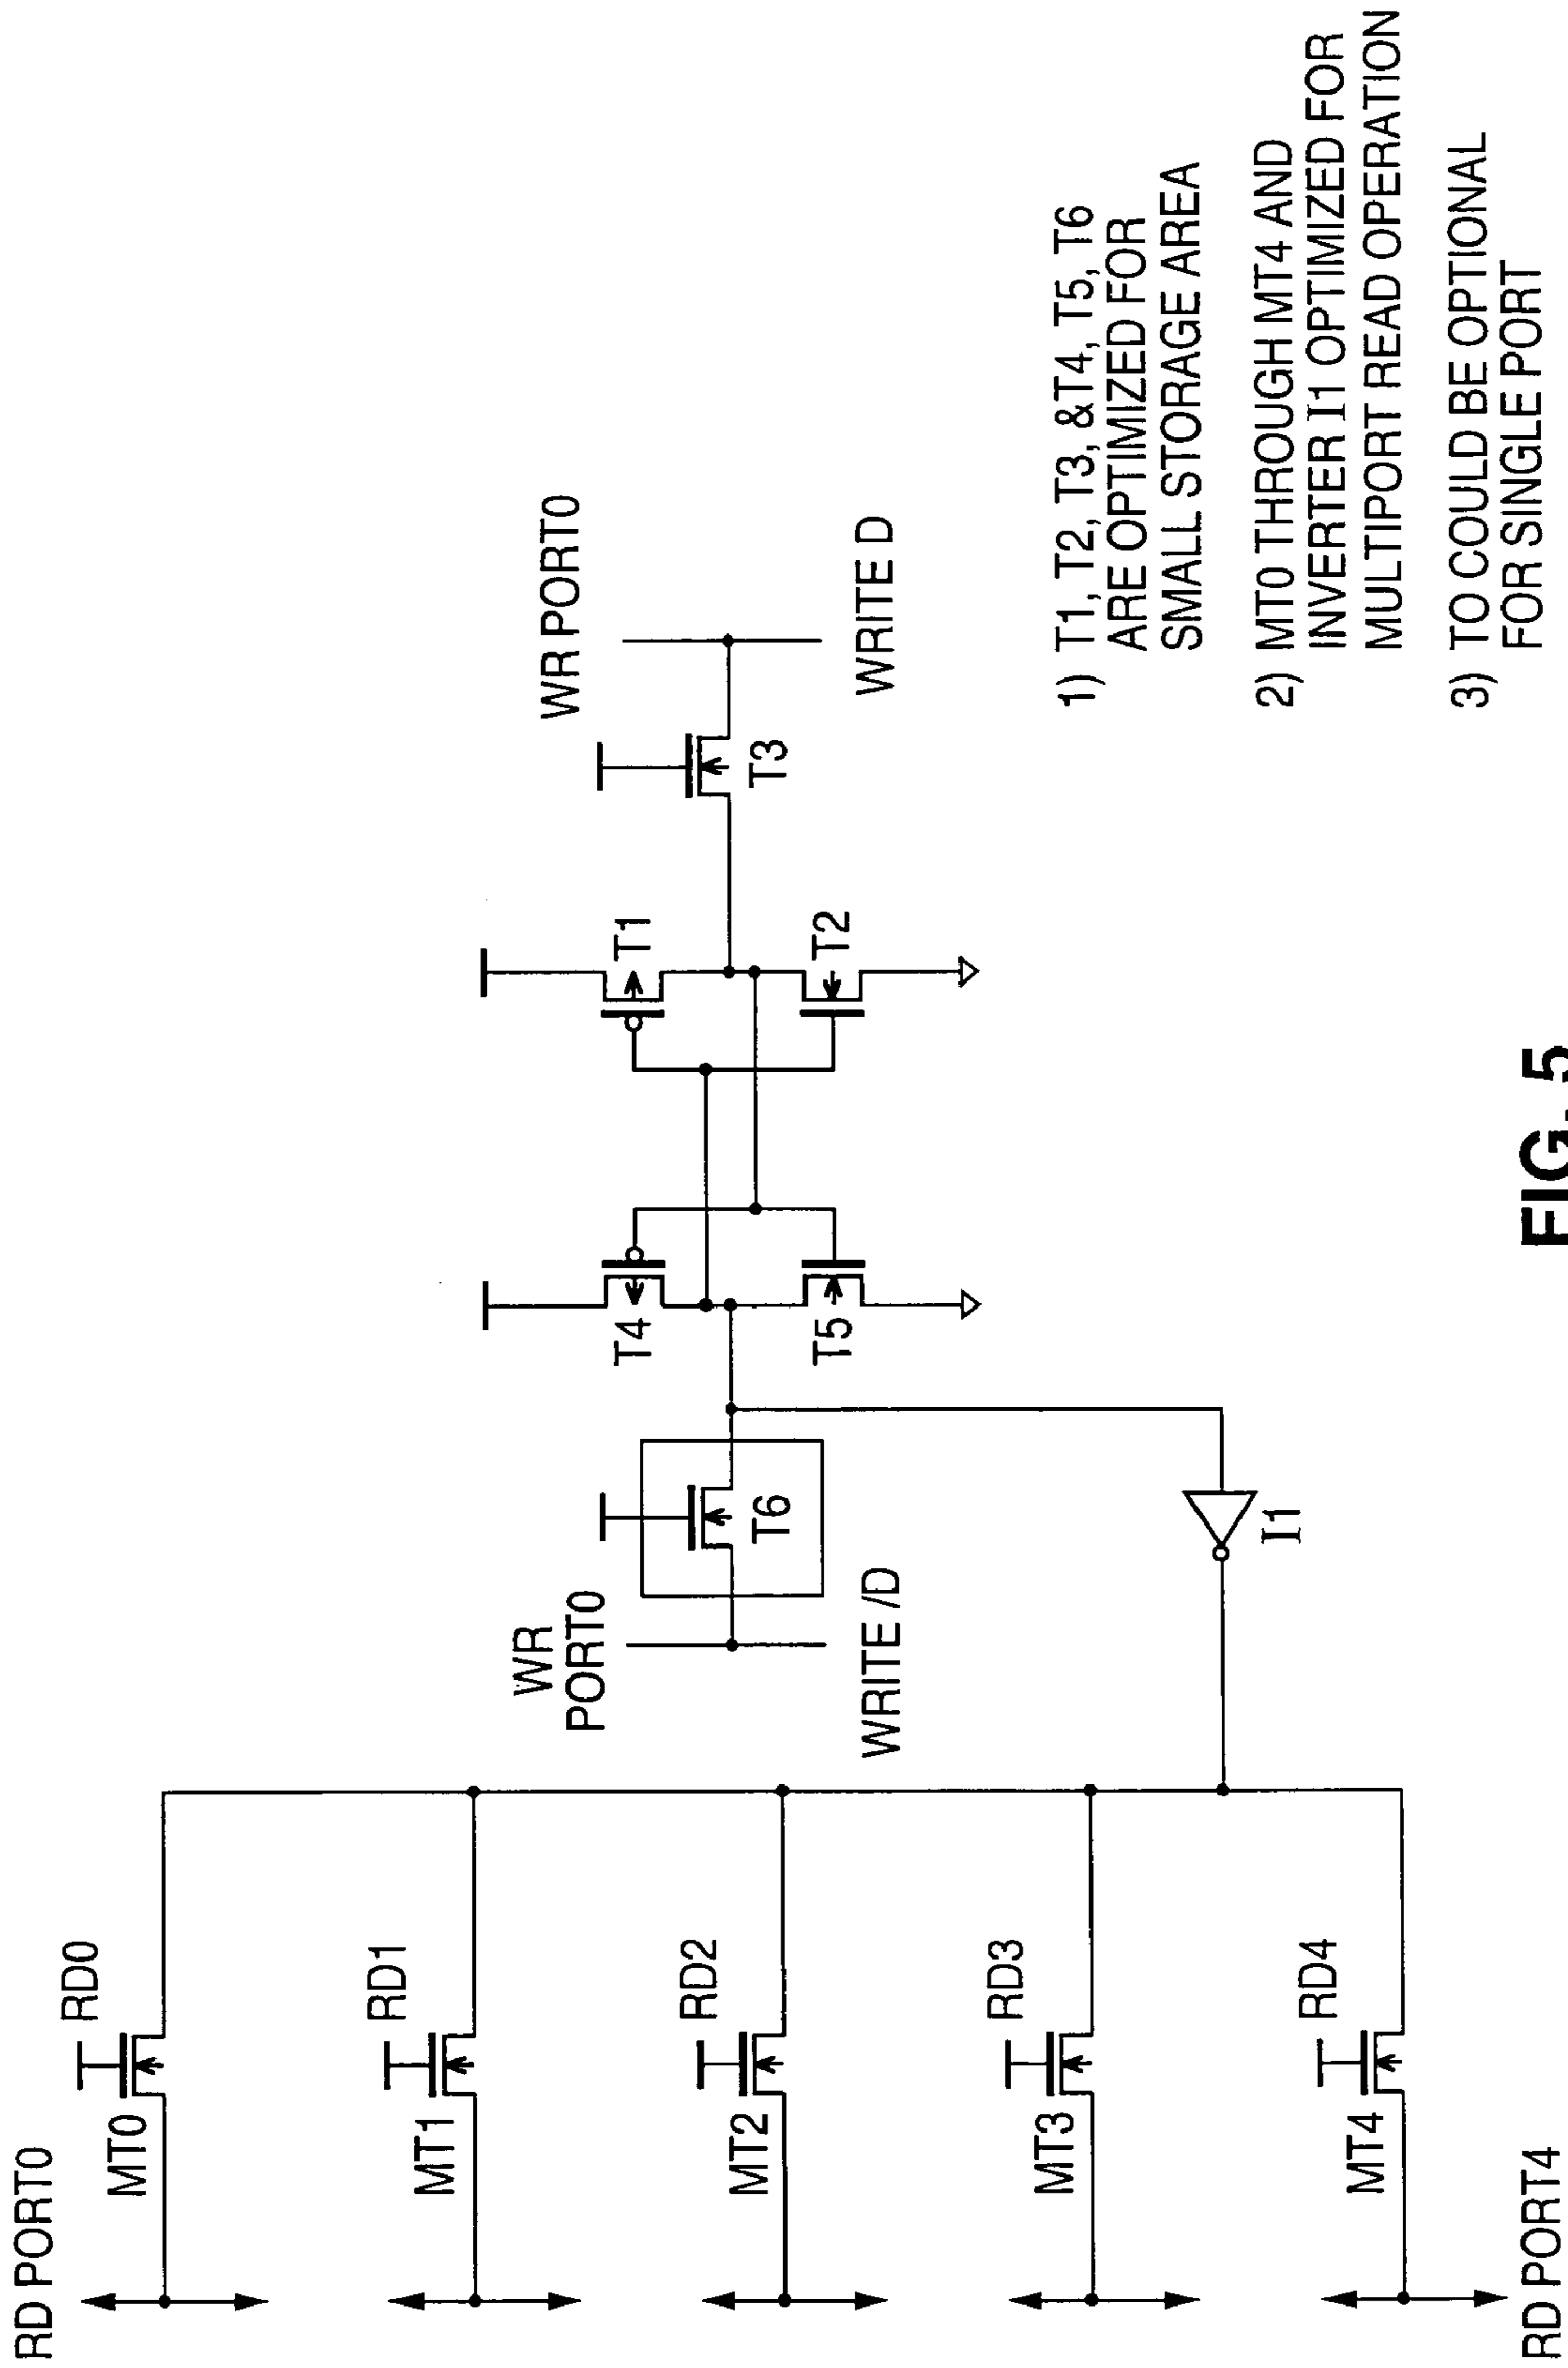 RD PORT0
RD0
MT0
RD1
MT1
RD2
MT2
RD3
MT3
RD4
MT4
RD PORT4
WR
PORT0
T6
WRITE /D
I1
T4
T5
T1
T2
WR PORT0
T3
WRITE D
1) T1, T2, T3, &T4, T5, T6
ARE OPTIMIZED FOR
SMALL STORAGE AREA
2) MT0 THROUGH MT4 AND
INVERTER I1 OPTIMIZED FOR
MULTIPORT READ OPERATION
3) TO COULD BE OPTIONAL
FOR SINGLE PORT
FIG. 5